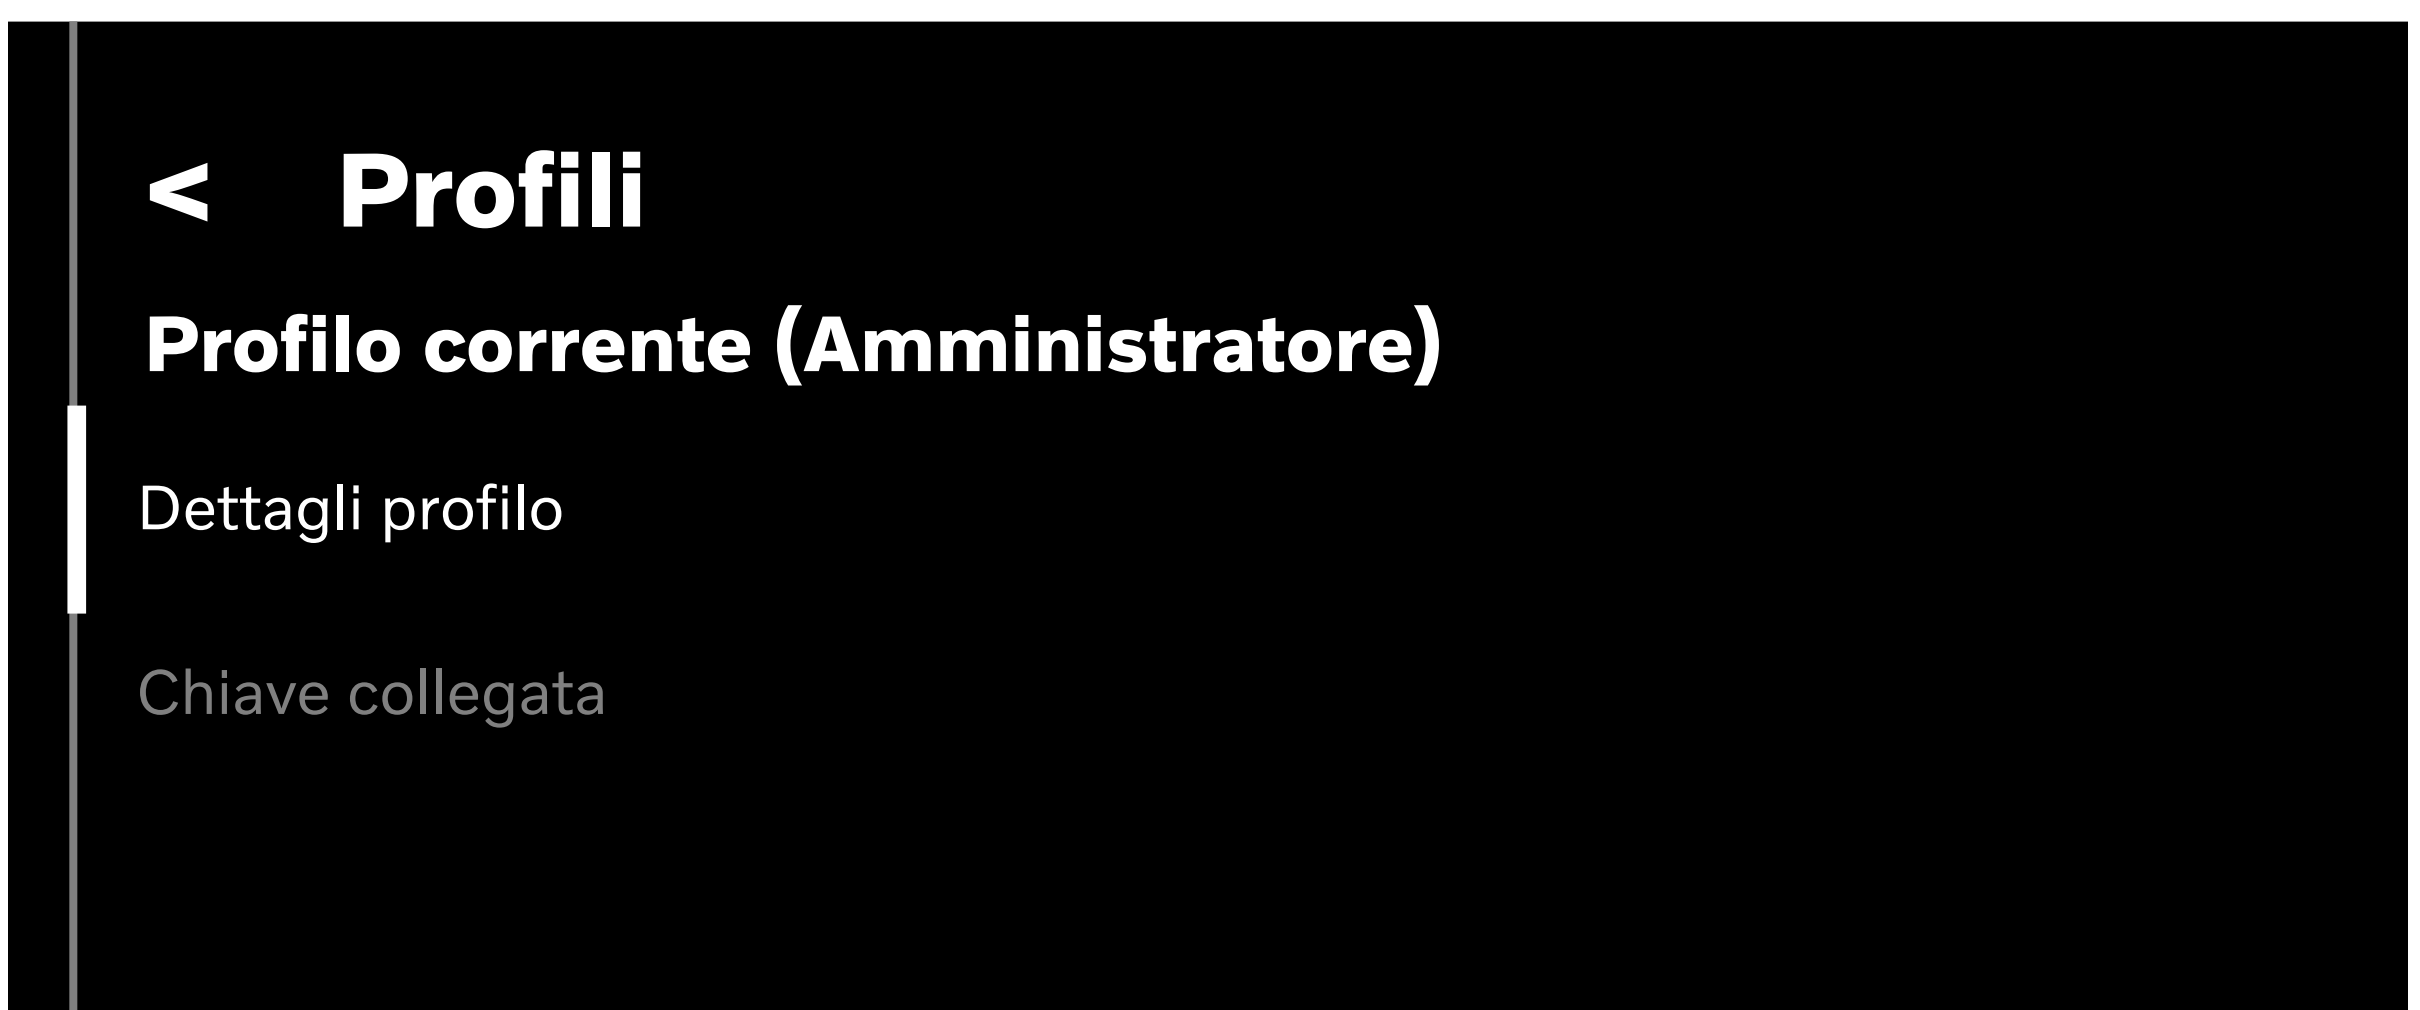 < Profili
Profilo corrente (Amministratore)
Dettagli profilo
Chiave collegata